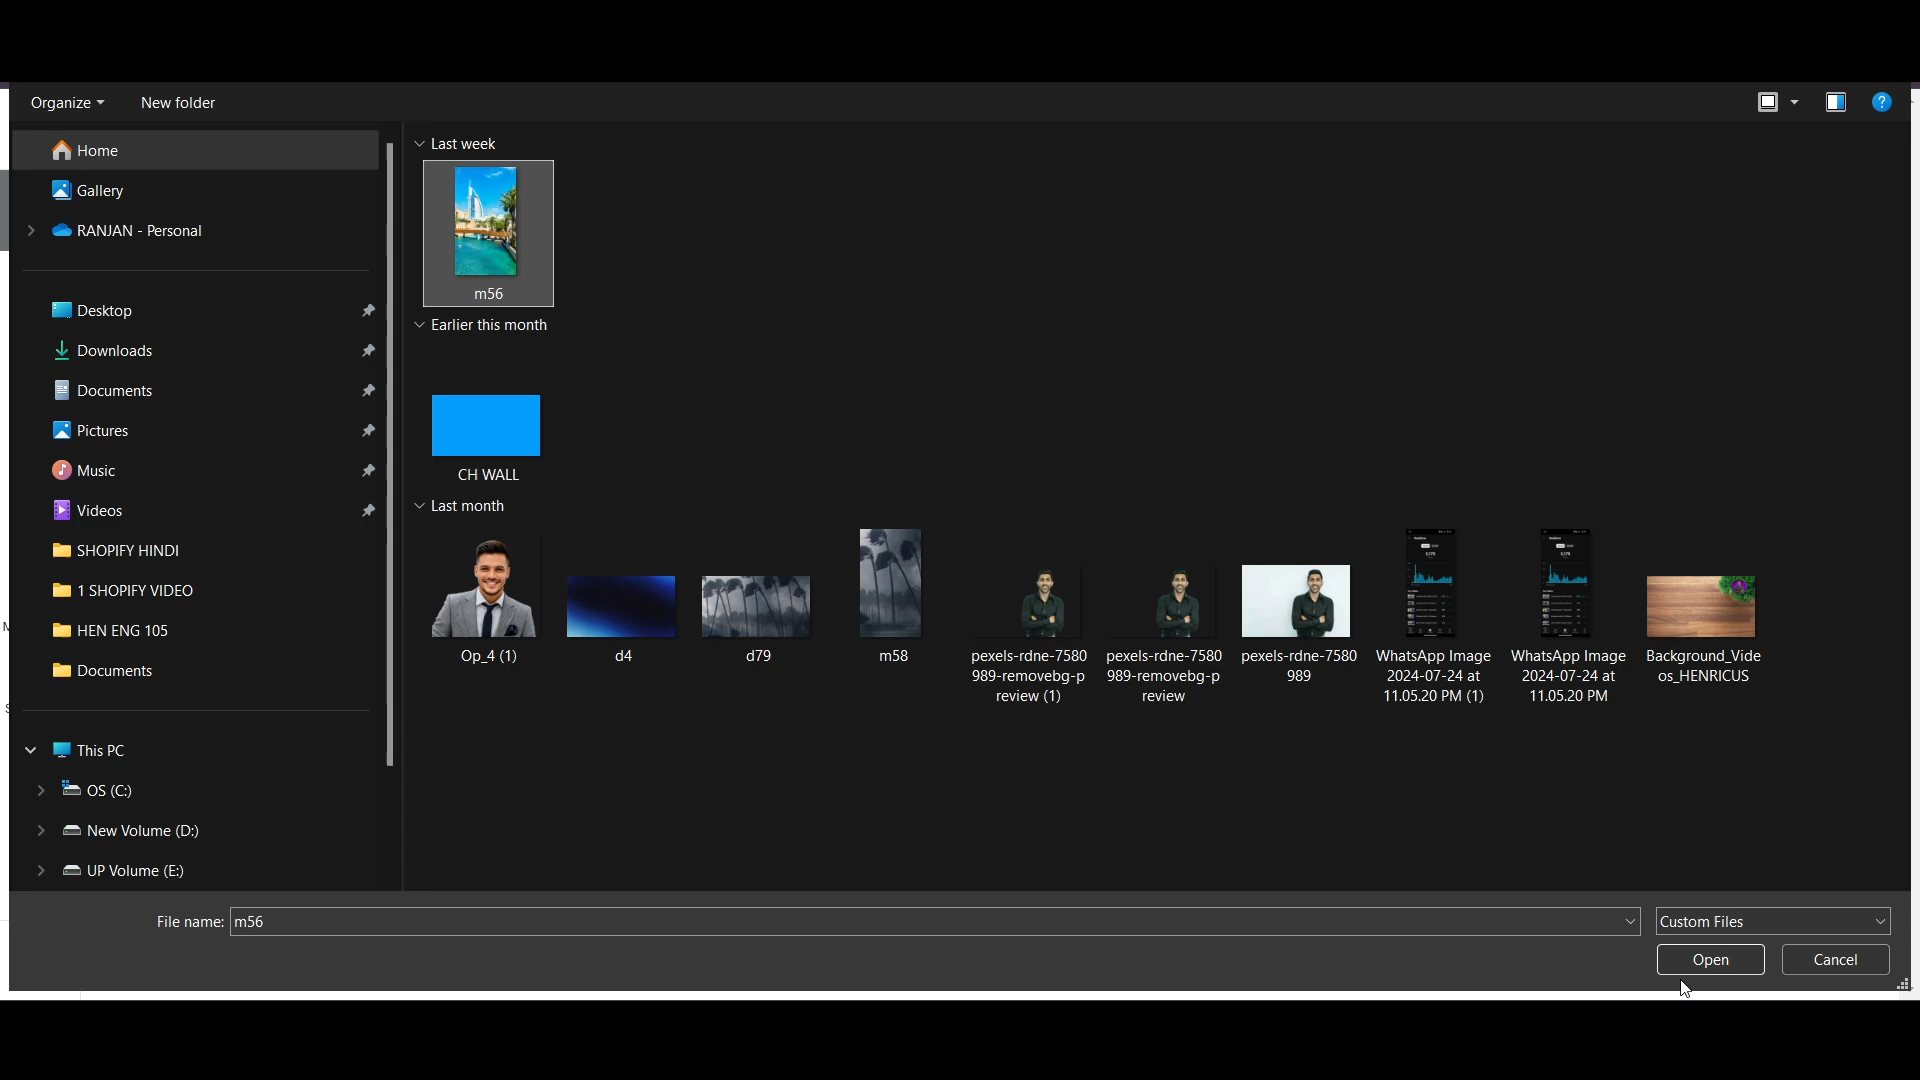 Organize
New folder
Home
Gallery
RANJAN - Personal
Desktop
Downloads
Documents
Pictures
Music
Videos
SHOPIFY HINDI
1 SHOPIFY VIDEO
HEN ENG 105
Documents
This PC
OS (C:)
New Volume (D:)
UP Volume (E:)
Last week
m56
Earlier this month
CH WALL
Last month
Op_4 (1)
d4
d79
m58
pexels-rdne-7580
989-removebg-p
review (1)
pexels-rdne-7580
989-removebg-p
review
pexels-rdne-7580
989
WhatsApp Image
2024-07-24 at
11.05.20 PM (1)
WhatsApp Image
2024-07-24 at
11.05.20 PM
Background_Vide
os_HENRICUS
File name: m56
Custom Files
Open
Cancel